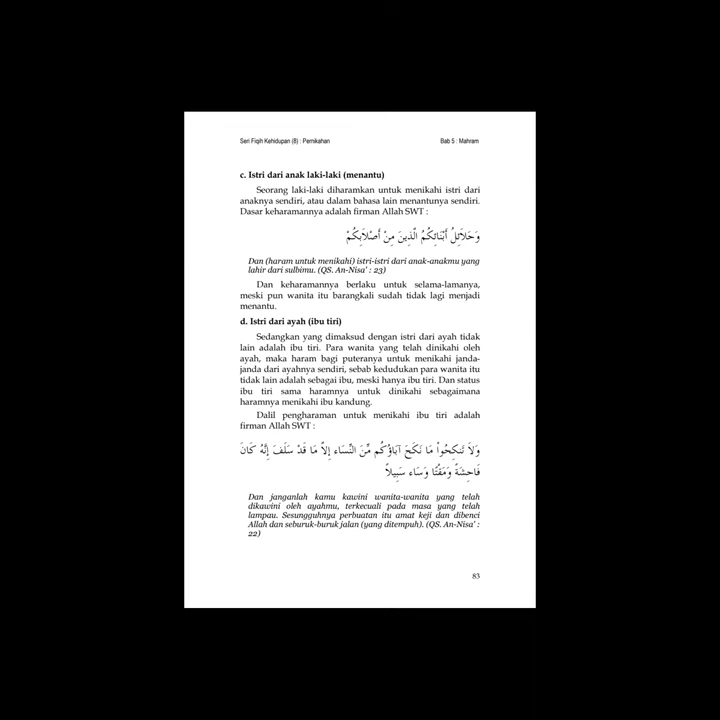 Seri Fiqih Kehidupan (8) : Pernikahan Bab 5 : Mahram
c. Istri dari anak laki-laki (menantu)
Seorang laki-laki diharamkan untuk menikahi istri dari
anaknya sendiri, atau dalam bahasa lain menantunya sendiri.
Dasar keharamannya adalah firman Allah SWT :
وَحَلاَئِلُ أَبْنَائِكُمُ الَّذِينَ مِنْ أَصْلاَبِكُمْ
Dan (haram untuk menikahi) istri-istri dari anak-anakmu yang
lahir dari sulbimu. (QS. An-Nisa' : 23)
Dan keharamannya berlaku untuk selama-lamanya,
meski pun wanita itu barangkali sudah tidak lagi menjadi
menantu.
d. Istri dari ayah (ibu tiri)
Sedangkan yang dimaksud dengan istri dari ayah tidak
lain adalah ibu tiri. Para wanita yang telah dinikahi oleh
ayah, maka haram bagi puteranya untuk menikahi janda-
janda dari ayahnya sendiri, sebab kedudukan para wanita itu
tidak lain adalah sebagai ibu, meski hanya ibu tiri. Dan status
ibu tiri sama haramnya untuk dinikahi sebagaimana
haramnya menikahi ibu kandung.
Dalil pengharaman untuk menikahi ibu tiri adalah
firman Allah SWT :
وَلاَ تَنكِحُواْ مَا نَكَحَ آبَاؤُكُم مِّنَ النِّسَاء إِلاَّ مَا قَدْ سَلَفَ إِنَّهُ كَانَ
فَاحِشَةً وَمَقْتًا وَسَاء سَبِيلاً
Dan janganlah kamu kawini wanita-wanita yang telah
dikawini oleh ayahmu, terkecuali pada masa yang telah
lampau. Sesungguhnya perbuatan itu amat keji dan dibenci
Allah dan seburuk-buruk jalan (yang ditempuh). (QS. An-Nisa' :
22)
83